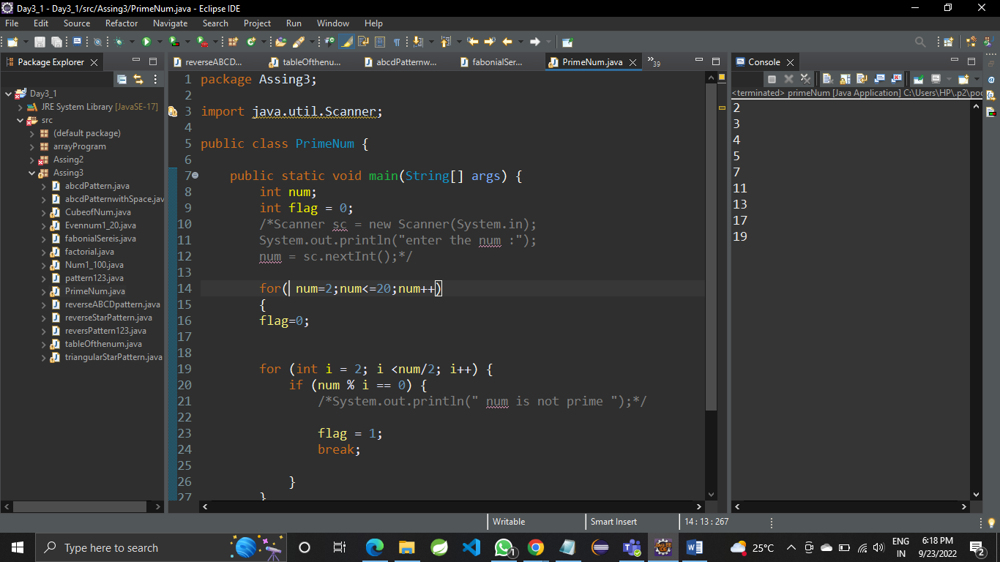 Day3_1 - Day3_1/src/Assing3/PrimeNum.java - Eclipse IDE
File Edit Source Refactor Navigate Search Project Run Window Help
Package Explorer
Day3_1
JRE System Library [JavaSE-17]
src
(default package)
arrayProgram
Assing2
Assing3
abcdPattern.java
abcdPatternwithSpace.jav
CubeofNum.java
Evennum1_20.java
fabonialSereis.java
factorial.java
Num1_100.java
pattern123.java
PrimeNum.java
reverseABCDpattern.java
reverseStarPattern.java
reversPattern123.java
tableOfthenum.java
triangularStarPattern.java
reverseABCD... tableOfthenu... abcdPatternw... fabonialSer... PrimeNum.java »39
1 package Assing3;
2
3 import java.util.Scanner;
4
5 public class PrimeNum {
6
7 public static void main(String[] args) {
8 int num;
9 int flag = 0;
10 /*Scanner sc = new Scanner(System.in);
11 System.out.println("enter the num :");
12 num = sc.nextInt();*/
13
14 for( num=2;num<=20;num++)
15 {
16 flag=0;
17
18
19 for (int i = 2; i <num/2; i++) {
20 if (num % i == 0) {
21 /*System.out.println(" num is not prime ");*/
22
23 flag = 1;
24 break;
25
26 }
27 }
Console
<terminated> primeNum [Java Application] C:\Users\HP\.p2\poo
2
3
4
5
7
11
13
17
19
Writable Smart Insert 14 : 13 : 267
Type here to search
1
25°C
ENG
IN
6:18 PM
9/23/2022
2